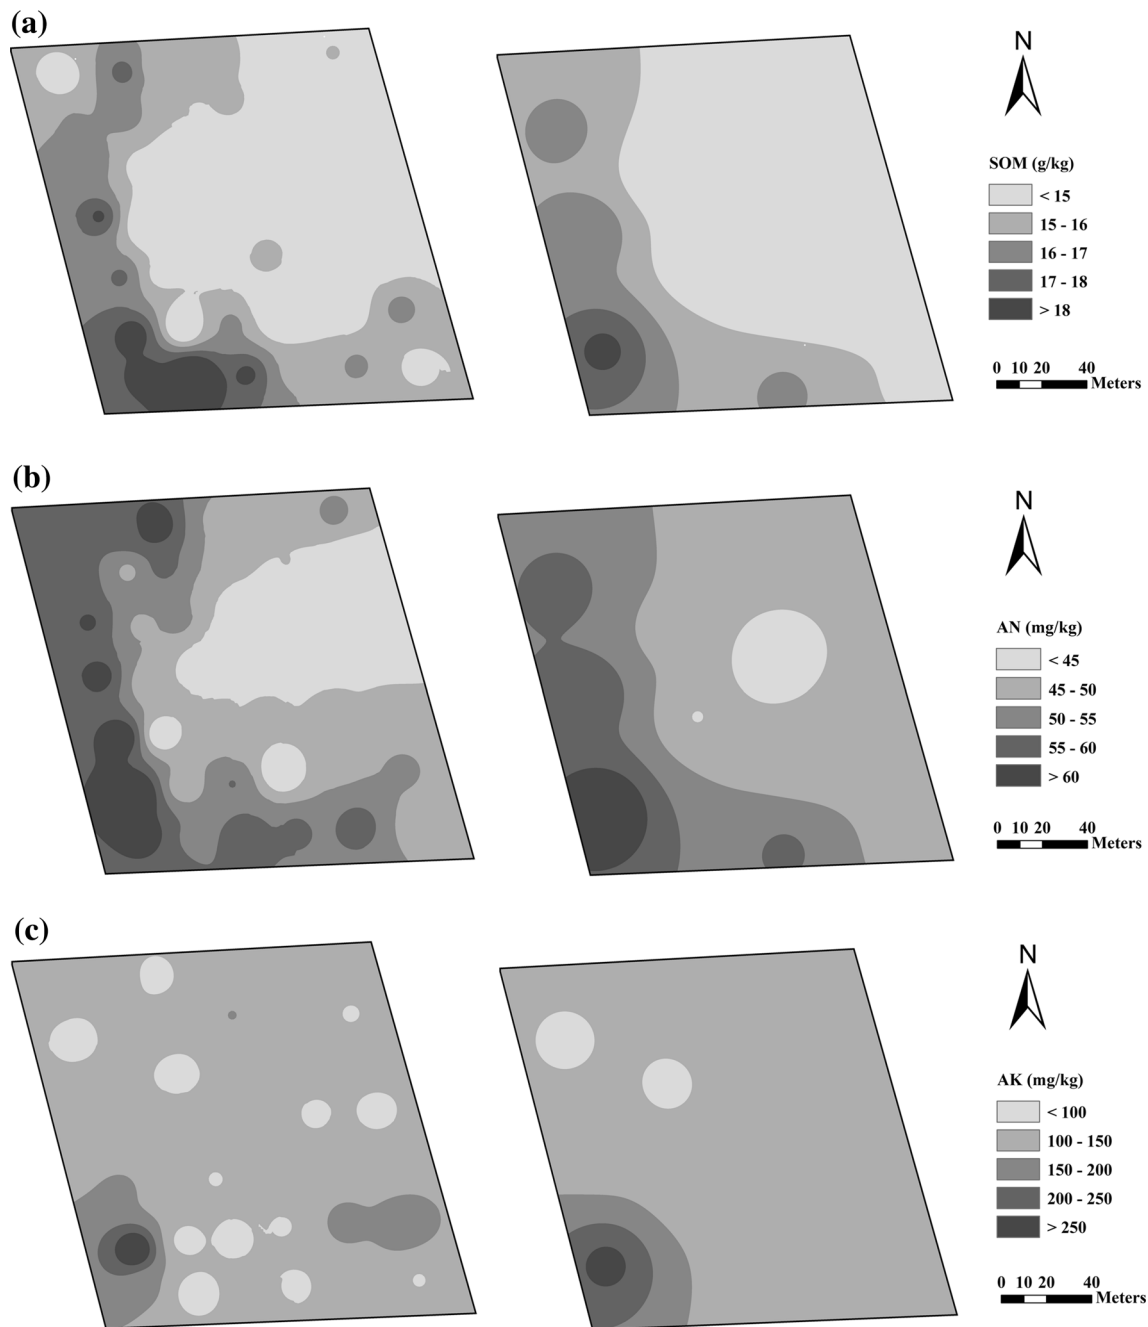 (a)
N
SOM (g/kg)
< 15
15 - 16
16 - 17
17 - 18
> 18
0 10 20 40
Meters
(b)
N
AN (mg/kg)
< 45
45 - 50
50 - 55
55 - 60
> 60
0 10 20 40
Meters
(c)
N
AK (mg/kg)
< 100
100 - 150
150 - 200
200 - 250
> 250
0 10 20 40
Meters